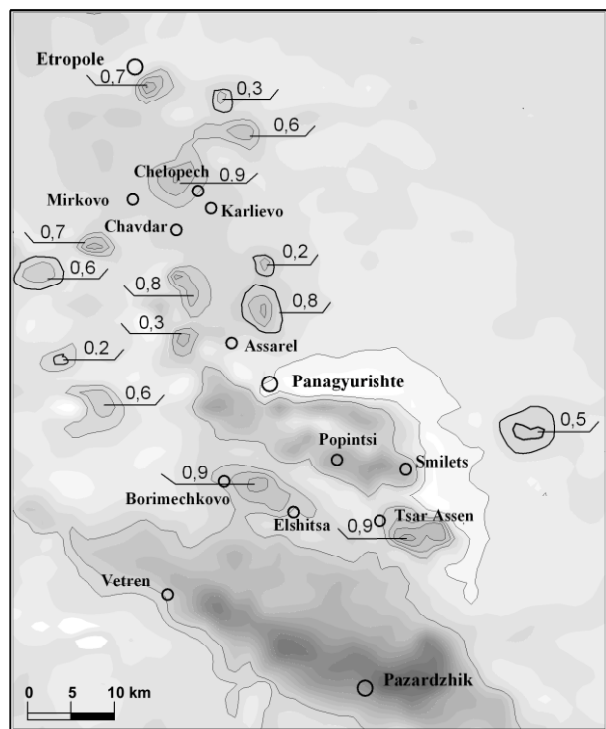 Etropole
0,7
0,3
0,6
Chelopech
0.9
Mirkovo
Karlievo
Chavdar
0,7
0,2
0,6
0,8
0,8
0,3
Assarel
0.2
Panagyurishte
0,6
0,5
Popintsi
0,9
Smilets
Borimechkovo
Elshitsa
0,9
Tsar Assen
Vetren
Pazardzhik
0 5 10 km